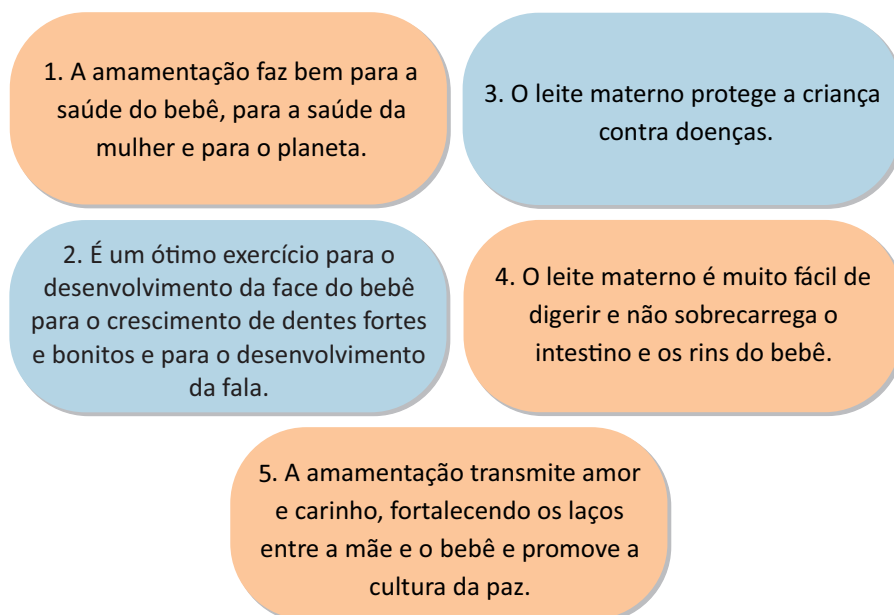 1. A amamentação faz bem para a
saúde do bebê, para a saúde da
mulher e para o planeta.
2. É um ótimo exercício para o
desenvolvimento da face do bebê
para o crescimento de dentes fortes
e bonitos e para o desenvolvimento
da fala.
3. O leite materno protege a criança
contra doenças.
4. O leite materno é muito fácil de
digerir e não sobrecarrega o
intestino e os rins do bebê.
5. A amamentação transmite amor
e carinho, fortalecendo os laços
entre a mãe e o bebê e promove a
cultura da paz.